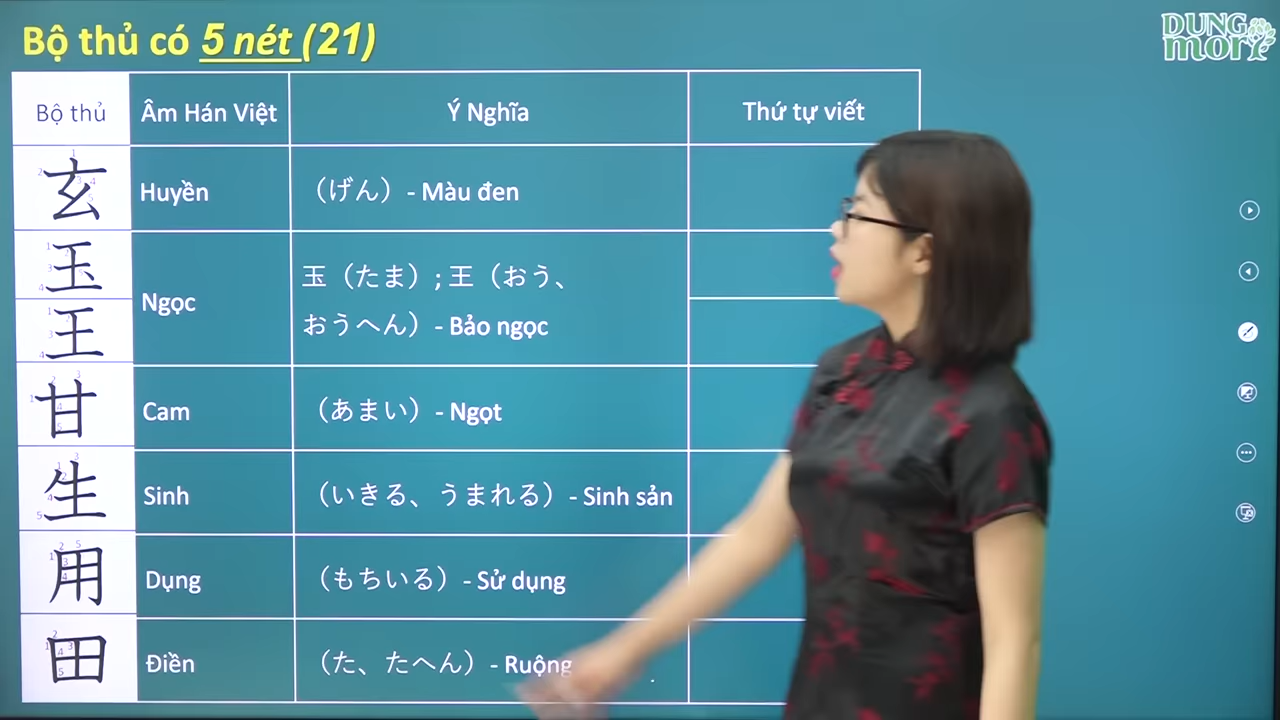 Bộ thủ có 5 nét (21)
DUNG
mori
Bộ thủ
Âm Hán Việt
Ý Nghĩa
Thứ tự viết
玄
Huyền
（げん）- Màu đen
玉
王
Ngọc
玉（たま）; 王（おう、
おうへん）- Bảo ngọc
甘
Cam
（あまい）- Ngọt
生
Sinh
（いきる、うまれる）- Sinh sản
用
Dụng
（もちいる）- Sử dụng
田
Điền
（た、たへん）- Ruộng